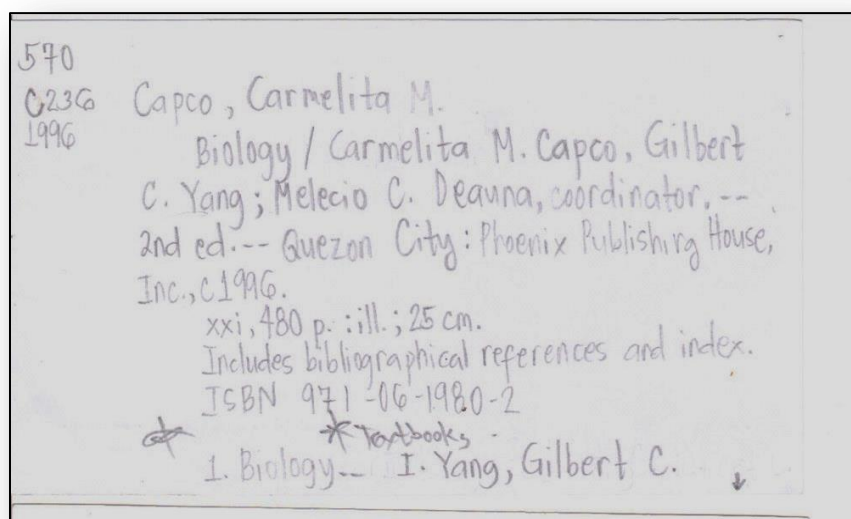 570
C236
1996
Capco, Carmelita M.
Biology / Carmelita M. Capco, Gilbert
C. Yang; Melecio C. Deauna, coordinator. --
2nd ed. -- Quezon City : Phoenix Publishing House,
Inc., c1996.
xxi, 480 p. : ill. ; 25 cm.
Includes bibliographical references and index.
ISBN 971-06-1980-2
* Textbooks
1. Biology-- I. Yang, Gilbert C.